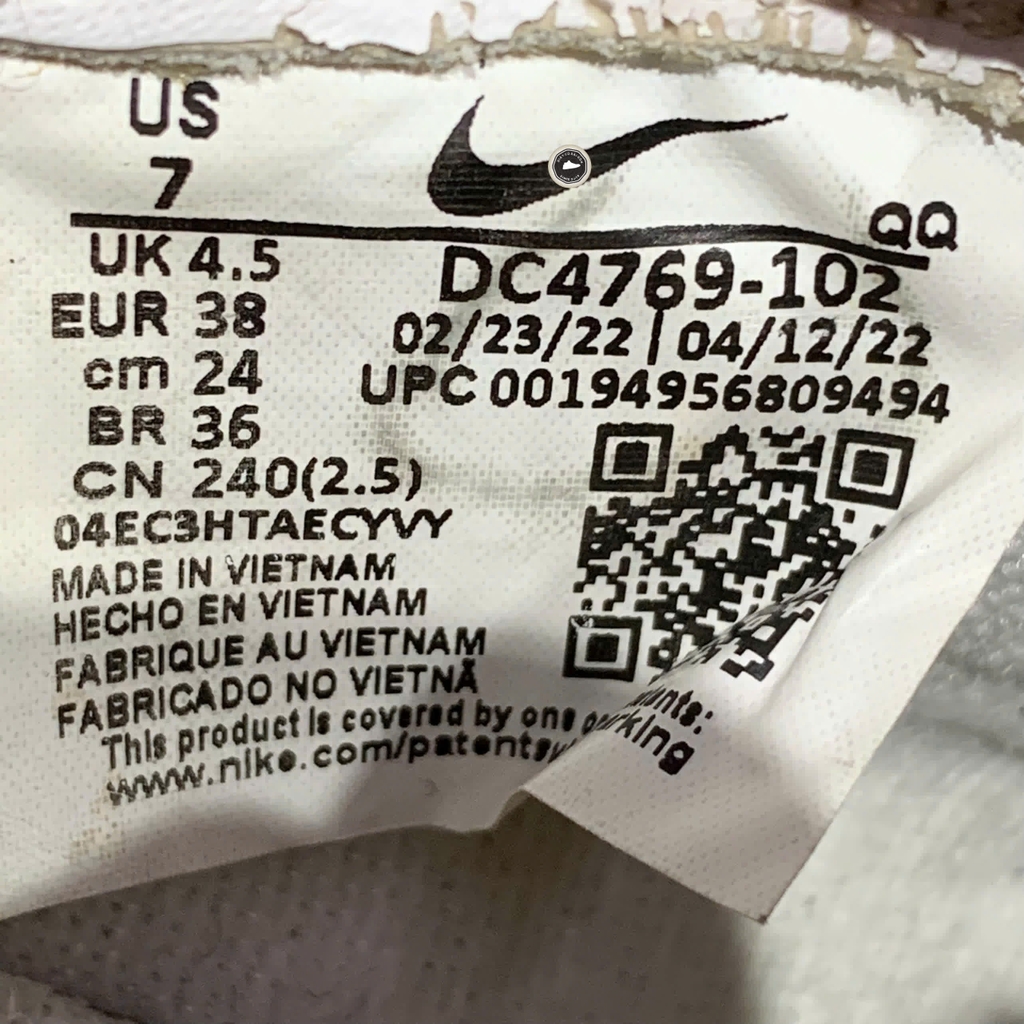 US
7
QQ
UK 4.5
EUR 38
cm 24
BR 36
CN 240(2.5)
DC4769-102
02/23/22 | 04/12/22
UPC 00194956809494
04EC3HTAECYVY
MADE IN VIETNAM
HECHO EN VIETNAM
FABRIQUE AU VIETNAM
FABRICADO NO VIETNÃ
This product is covered by one
www.nike.com/patents